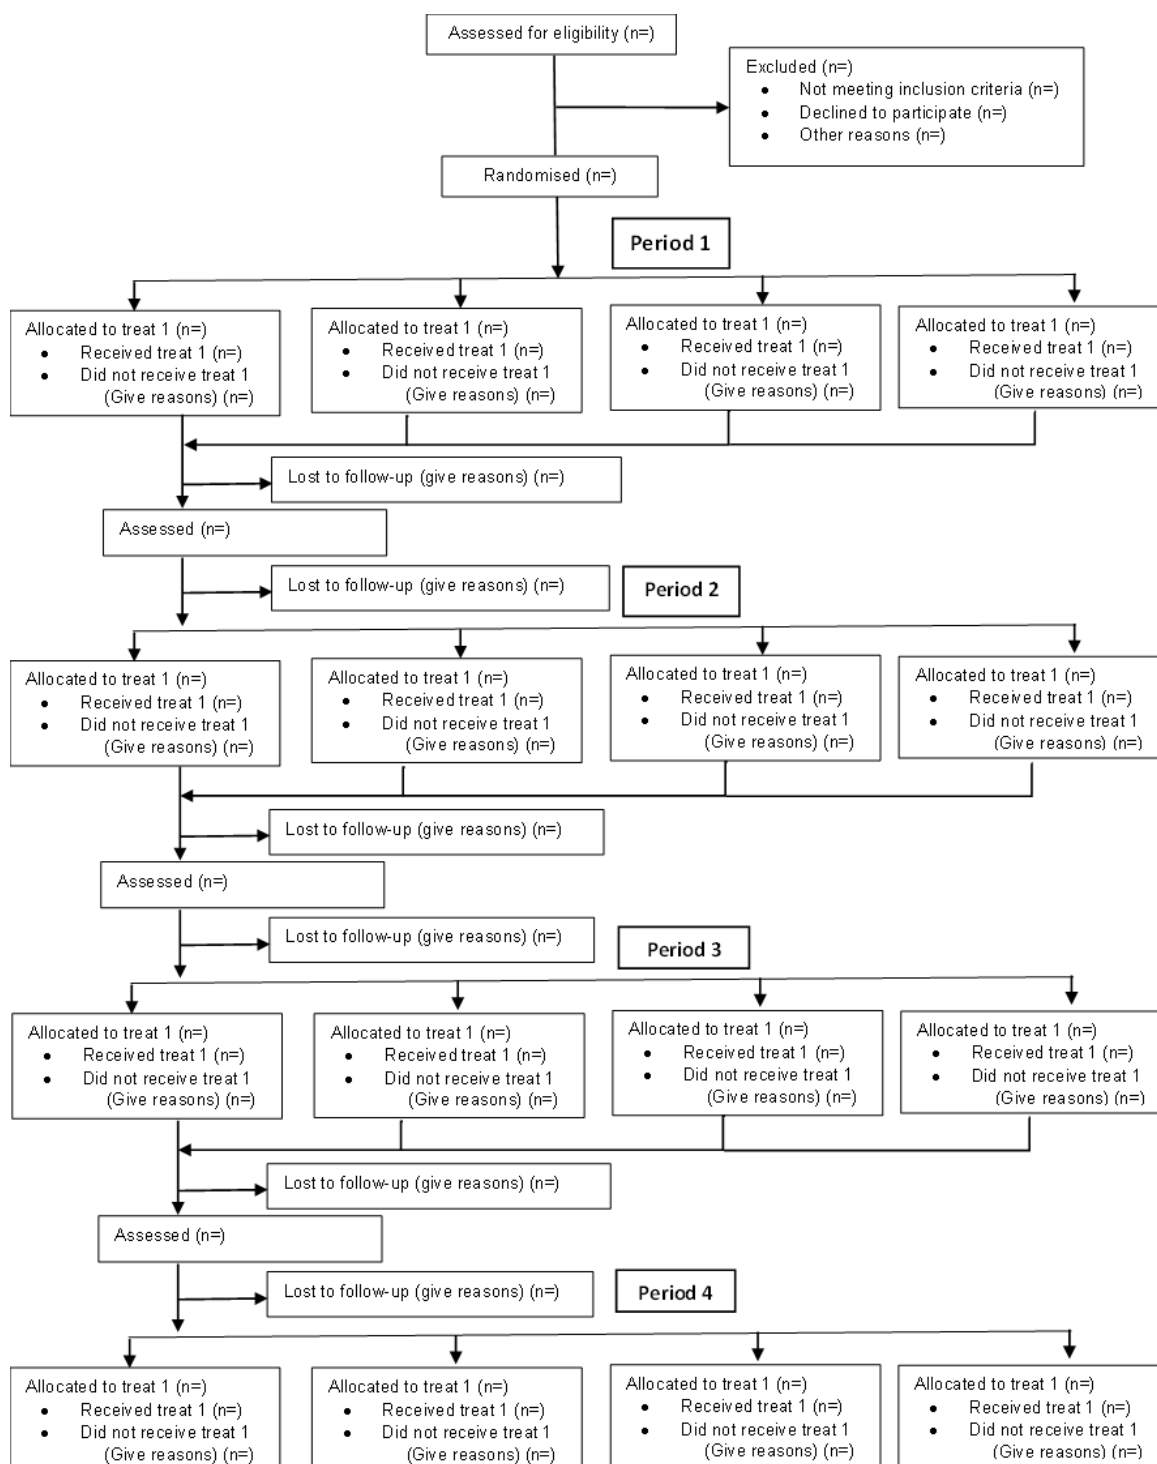 Assessed for eligibility (n=)
Excluded (n=)
• Not meeting inclusion criteria (n=)
• Declined to participate (n=)
• Other reasons (n=)
Randomised (n=)
Period 1
Allocated to treat 1 (n=)
• Received treat 1 (n=)
• Did not receive treat 1
(Give reasons) (n=)
Allocated to treat 1 (n=)
• Received treat 1 (n=)
• Did not receive treat 1
(Give reasons) (n=)
Allocated to treat 1 (n=)
• Received treat 1 (n=)
• Did not receive treat 1
(Give reasons) (n=)
Allocated to treat 1 (n=)
• Received treat 1 (n=)
• Did not receive treat 1
(Give reasons) (n=)
Lost to follow-up (give reasons) (n=)
Assessed (n=)
Lost to follow-up (give reasons) (n=)
Period 2
Allocated to treat 1 (n=)
• Received treat 1 (n=)
• Did not receive treat 1
(Give reasons) (n=)
Allocated to treat 1 (n=)
• Received treat 1 (n=)
• Did not receive treat 1
(Give reasons) (n=)
Allocated to treat 1 (n=)
• Received treat 1 (n=)
• Did not receive treat 1
(Give reasons) (n=)
Allocated to treat 1 (n=)
• Received treat 1 (n=)
• Did not receive treat 1
(Give reasons) (n=)
Lost to follow-up (give reasons) (n=)
Assessed (n=)
Lost to follow-up (give reasons) (n=)
Period 3
Allocated to treat 1 (n=)
• Received treat 1 (n=)
• Did not receive treat 1
(Give reasons) (n=)
Allocated to treat 1 (n=)
• Received treat 1 (n=)
• Did not receive treat 1
(Give reasons) (n=)
Allocated to treat 1 (n=)
• Received treat 1 (n=)
• Did not receive treat 1
(Give reasons) (n=)
Allocated to treat 1 (n=)
• Received treat 1 (n=)
• Did not receive treat 1
(Give reasons) (n=)
Lost to follow-up (give reasons) (n=)
Assessed (n=)
Lost to follow-up (give reasons) (n=)
Period 4
Allocated to treat 1 (n=)
• Received treat 1 (n=)
• Did not receive treat 1
(Give reasons) (n=)
Allocated to treat 1 (n=)
• Received treat 1 (n=)
• Did not receive treat 1
(Give reasons) (n=)
Allocated to treat 1 (n=)
• Received treat 1 (n=)
• Did not receive treat 1
(Give reasons) (n=)
Allocated to treat 1 (n=)
• Received treat 1 (n=)
• Did not receive treat 1
(Give reasons) (n=)